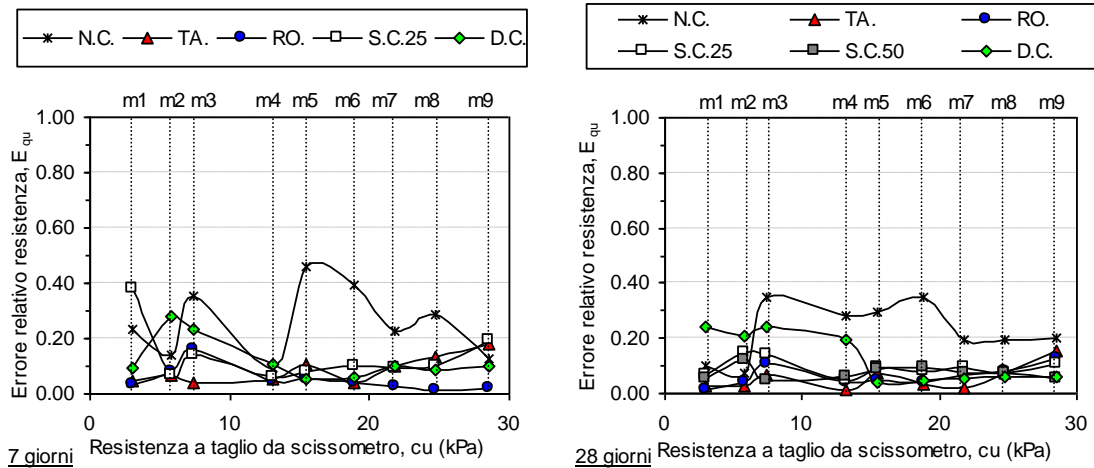 N.C. TA. RO. S.C.25 D.C.
m1 m2 m3 m4 m5 m6 m7 m8 m9
1.00
0.80
0.60
0.40
0.20
0.00
0 10 20 30
Errore relativo resistenza, E qu
Resistenza a taglio da scissometro, cu (kPa)
7 giorni
N.C. TA. RO.
S.C.25 S.C.50 D.C.
m1 m2 m3 m4 m5 m6 m7 m8 m9
1.00
0.80
0.60
0.40
0.20
0.00
0 10 20 30
Errore relativo resistenza, E qu
Resistenza a taglio da scissometro, cu (kPa)
28 giorni